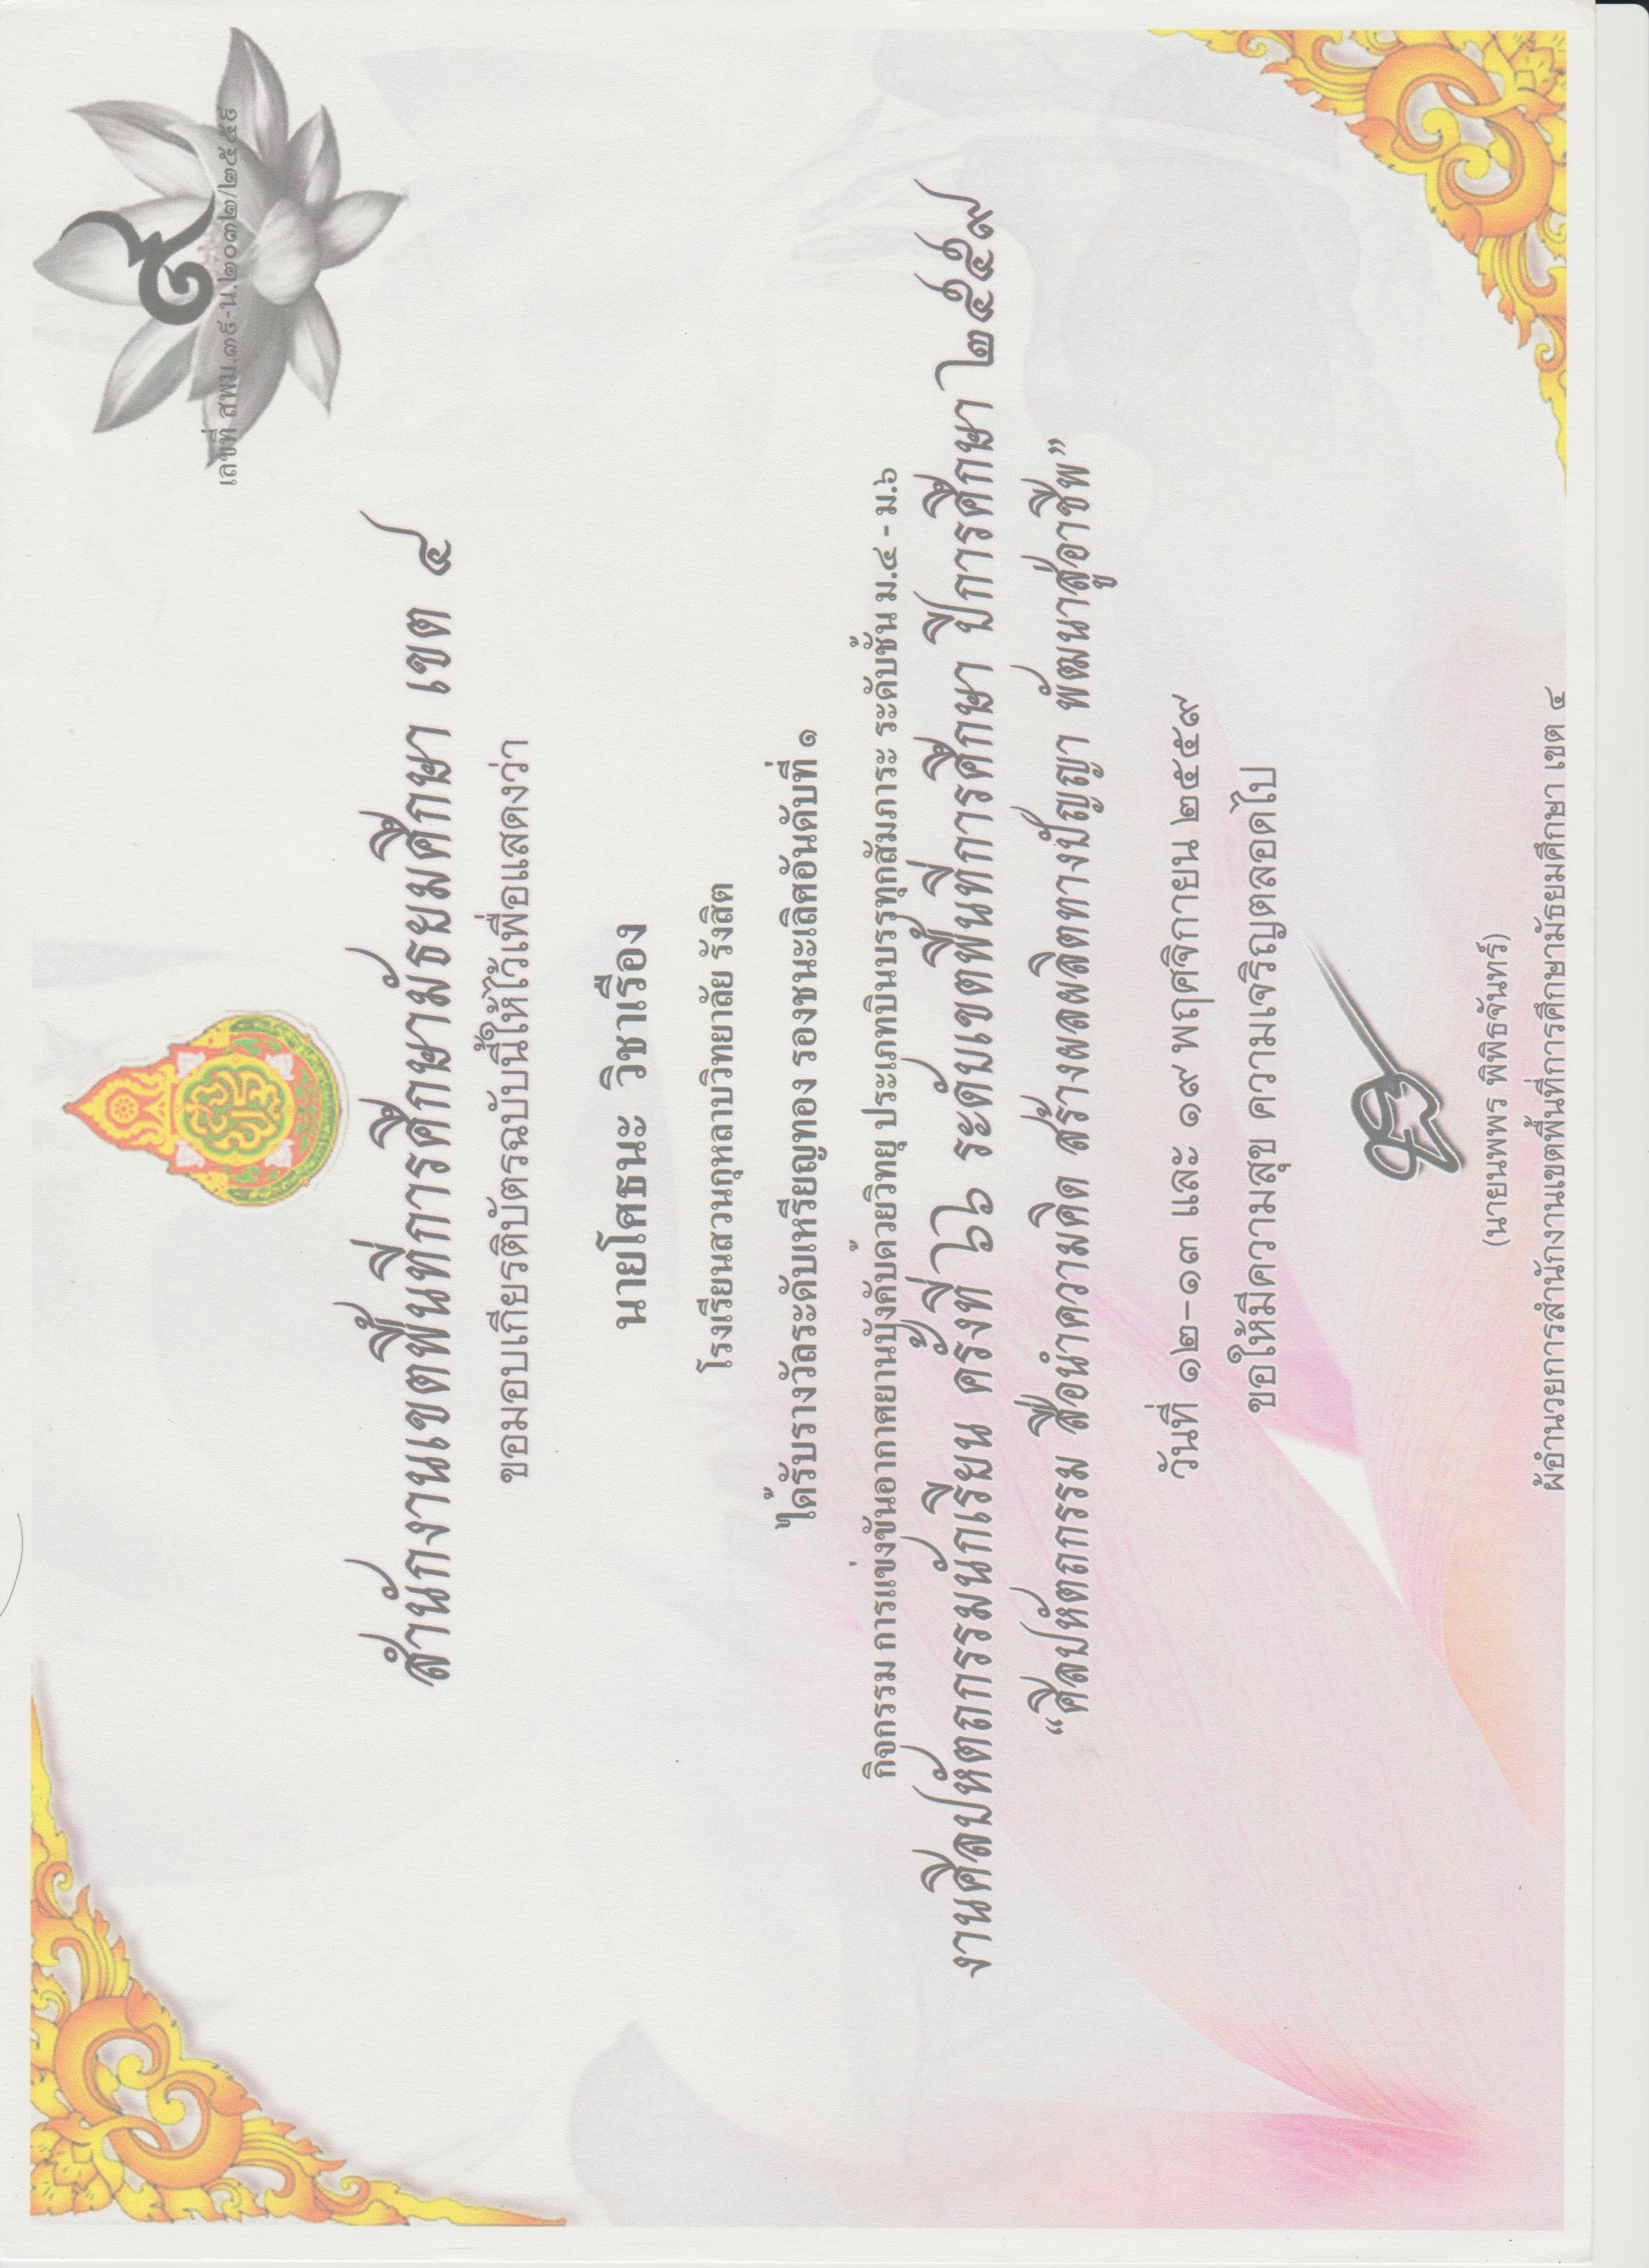 ๙
เลขที่ สพม.๓๙-น.๒๐๓๒/๒๕๕๙
สพฐ
สำนักงานเขตพื้นที่การศึกษามัธยมศึกษา เขต ๔
ขอมอบเกียรติบัตรฉบับนี้ให้ไว้เพื่อแสดงว่า
นายโศธนะ วิชาเรือง
โรงเรียนสวนกุหลาบวิทยาลัย รังสิต
ได้รับรางวัลระดับเหรียญทอง รองชนะเลิศอันดับที่ ๑
กิจกรรม การแข่งขันอากาศยานบังคับด้วยวิทยุ ประเภทบินบรรทุกสัมภาระ ระดับชั้น ม.๔ - ม.๖
งานศิลปหัตถกรรมนักเรียน ครั้งที่ ๖๖ ระดับเขตพื้นที่การศึกษา ปีการศึกษา ๒๕๕๙
“ศิลปหัตถกรรม สื่อนำความคิด สร้างผลผลิตทางปัญญา พัฒนาสู่อาชีพ”
วันที่ ๑๒-๑๓ และ ๑๙ พฤศจิกายน ๒๕๕๙
ขอให้มีความสุข ความเจริญตลอดไป
(นายนพพร พิพิธจันทร์)
ผู้อำนวยการสำนักงานเขตพื้นที่การศึกษามัธยมศึกษา เขต ๔